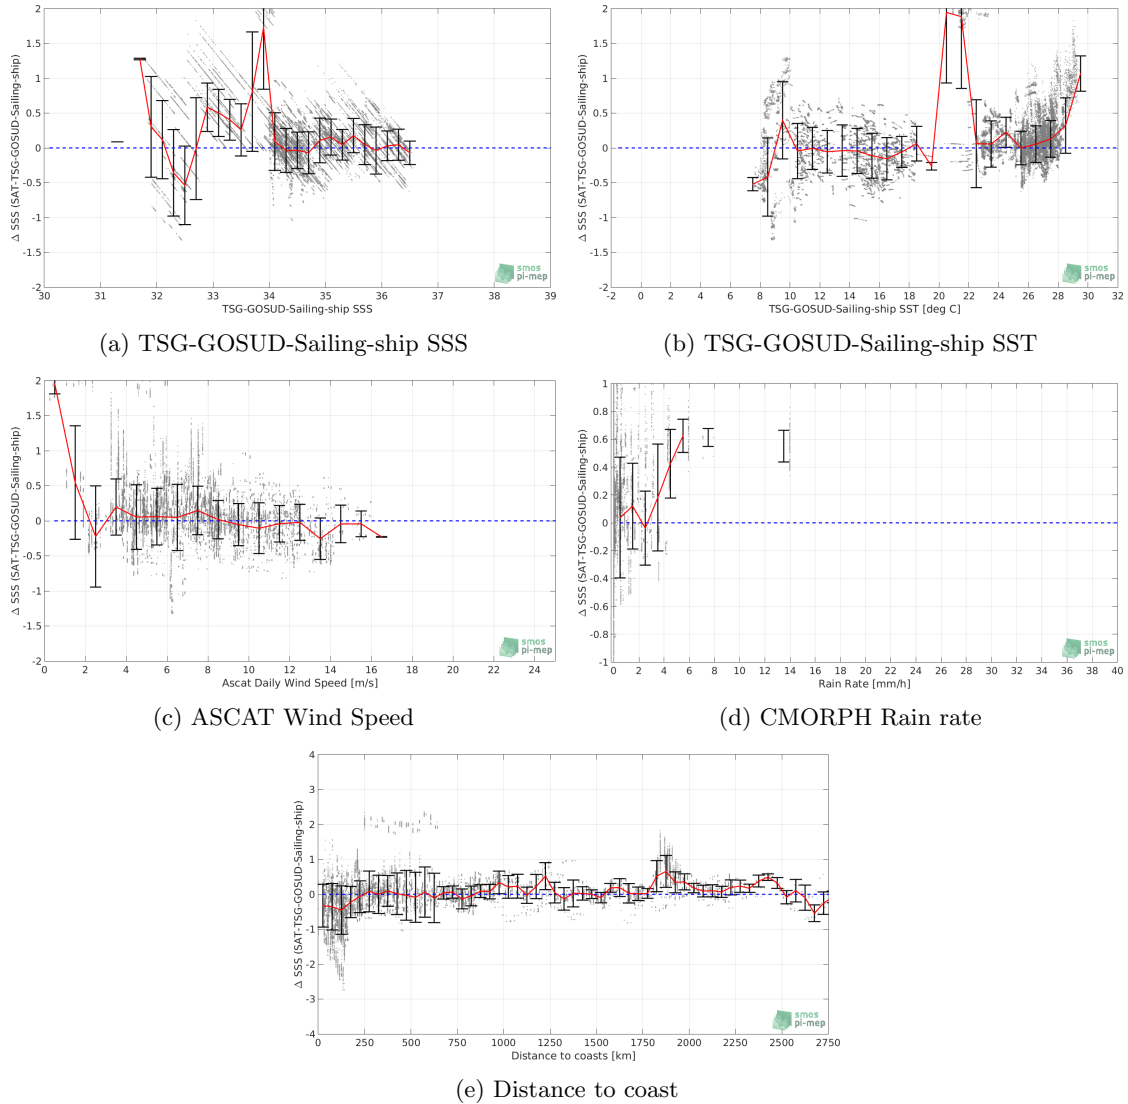 2
1.5
1
0.5
0
-0.5
-1
-1.5
-2
Δ SSS (SAT-TSG-GOSUD-Sailing-ship)
30 31 32 33 34 35 36 37 38 39
TSG-GOSUD-Sailing-ship SSS
smos
pi-mep
(a) TSG-GOSUD-Sailing-ship SSS
2
1.5
1
0.5
0
-0.5
-1
-1.5
-2
Δ SSS (SAT-TSG-GOSUD-Sailing-ship)
-2 0 2 4 6 8 10 12 14 16 18 20 22 24 26 28 30 32
TSG-GOSUD-Sailing-ship SST [deg C]
smos
pi-mep
(b) TSG-GOSUD-Sailing-ship SST
2
1.5
1
0.5
0
-0.5
-1
-1.5
-2
Δ SSS (SAT-TSG-GOSUD-Sailing-ship)
0 2 4 6 8 10 12 14 16 18 20 22 24
Ascat Daily Wind Speed [m/s]
smos
pi-mep
(c) ASCAT Wind Speed
1
0.8
0.6
0.4
0.2
0
-0.2
-0.4
-0.6
-0.8
-1
Δ SSS (SAT-TSG-GOSUD-Sailing-ship)
0 2 4 6 8 10 12 14 16 18 20 22 24 26 28 30 32 34 36 38 40
Rain Rate [mm/h]
smos
pi-mep
(d) CMORPH Rain rate
4
3
2
1
0
-1
-2
-3
-4
Δ SSS (SAT-TSG-GOSUD-Sailing-ship)
0 250 500 750 1000 1250 1500 1750 2000 2250 2500 2750
Distance to coasts [km]
smos
pi-mep
(e) Distance to coast